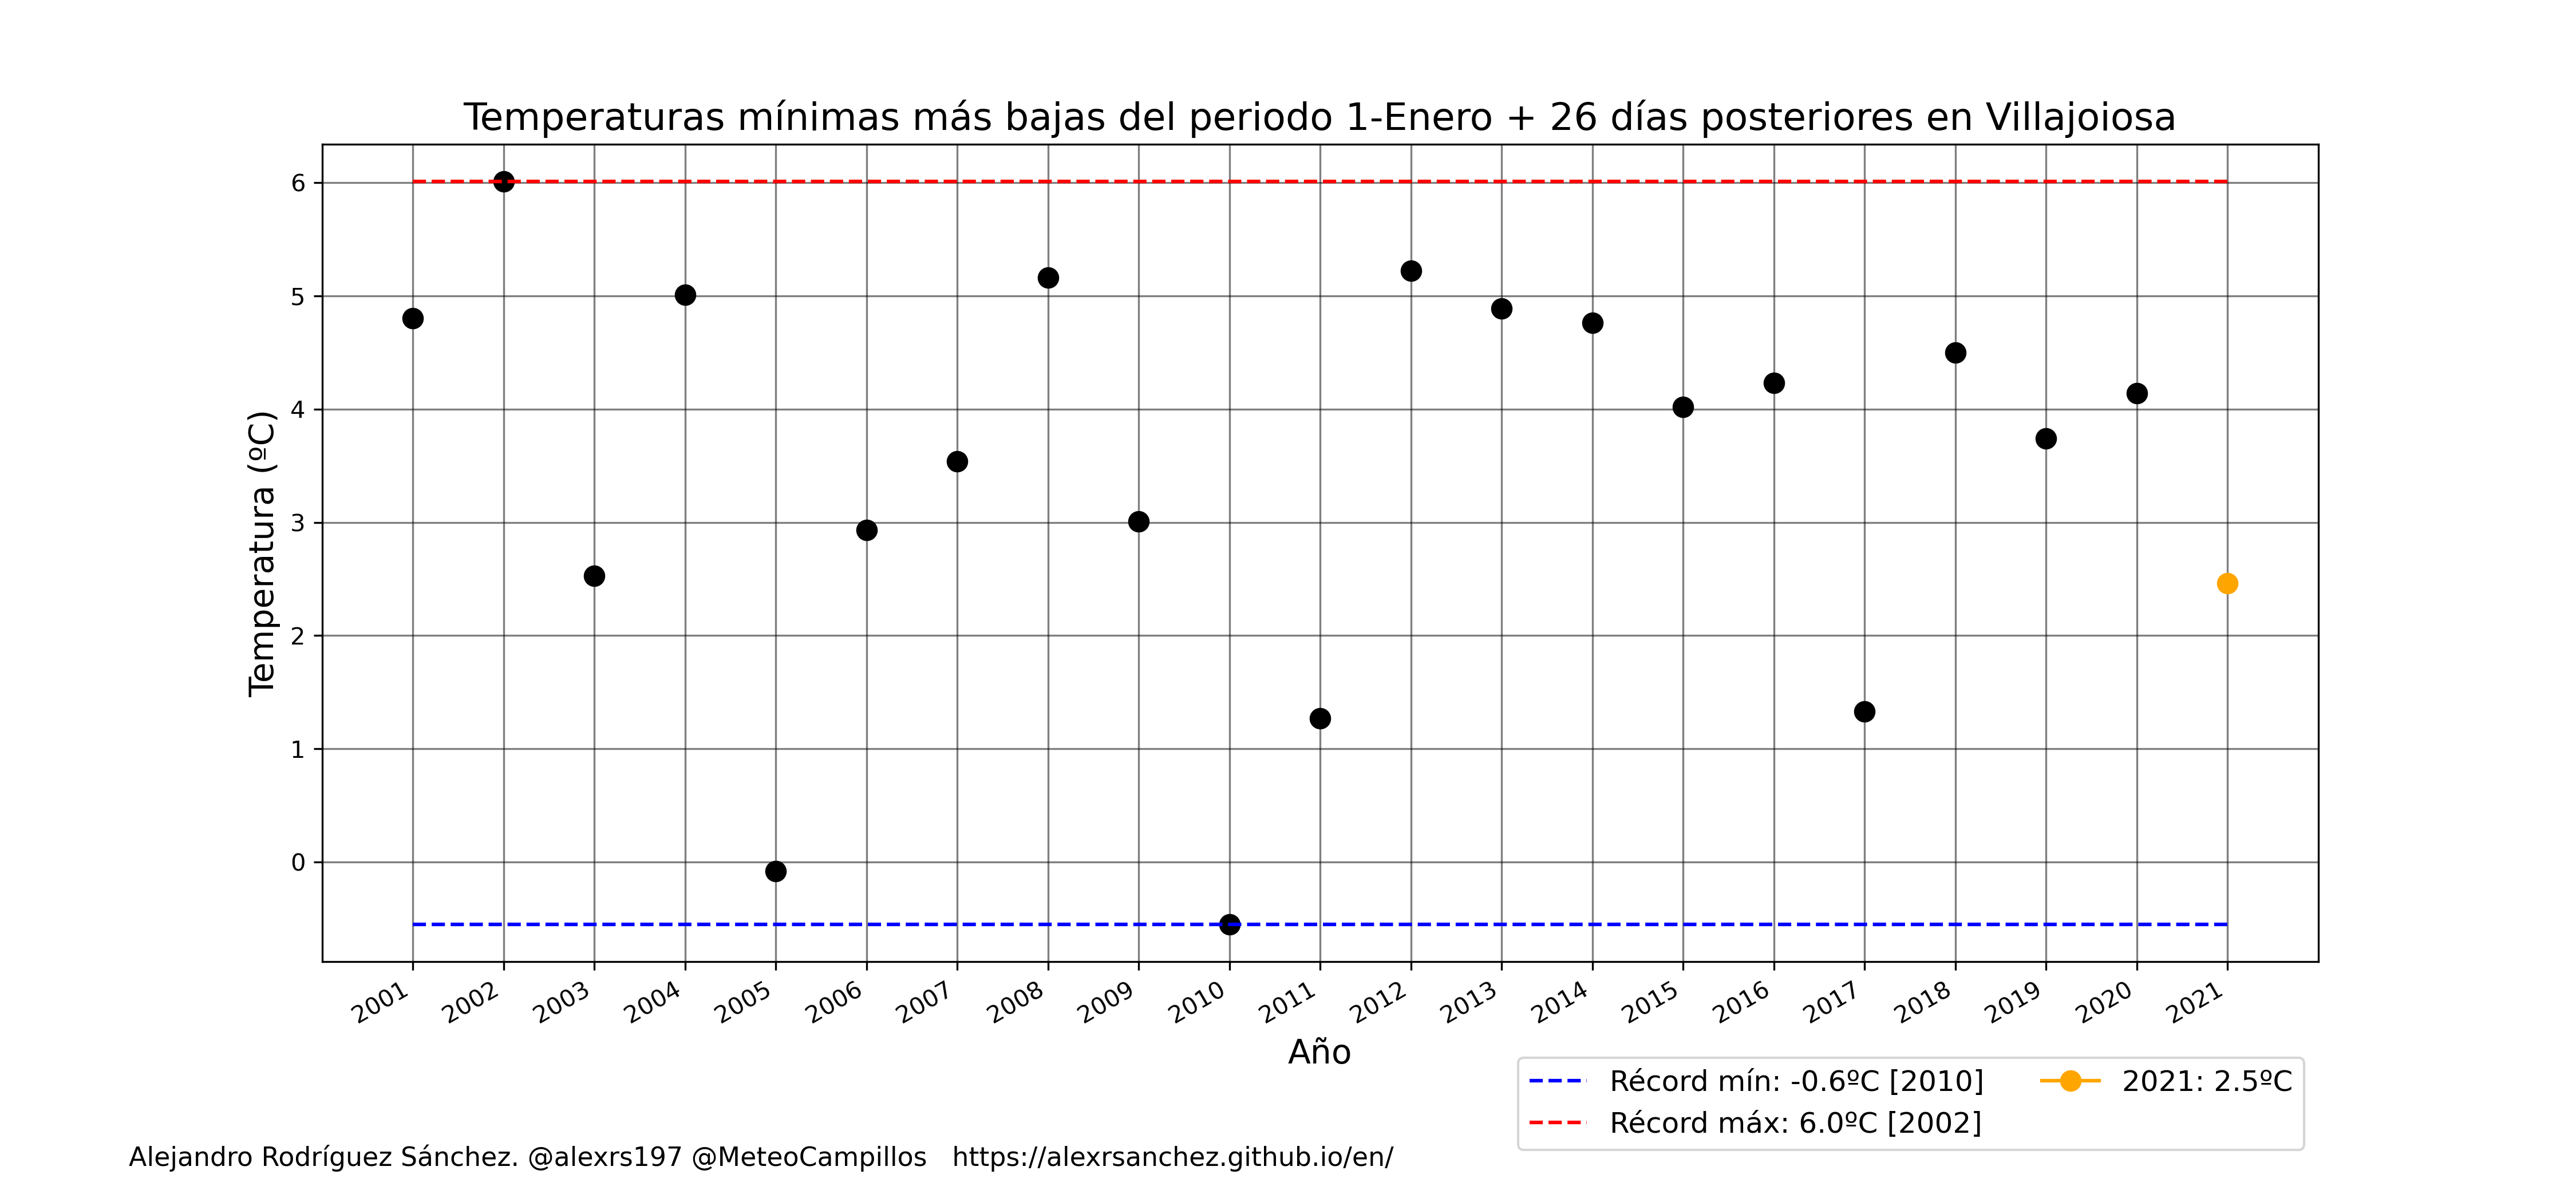 Temperaturas mínimas más bajas del periodo 1-Enero + 26 días posteriores en Villajoiosa
Temperatura (ºC)
6
5
4
3
2
1
0
2001 2002 2003 2004 2005 2006 2007 2008 2009 2010 2011 2012 2013 2014 2015 2016 2017 2018 2019 2020 2021
Año
Récord mín: -0.6ºC [2010]
Récord máx: 6.0ºC [2002]
2021: 2.5ºC
Alejandro Rodríguez Sánchez. @alexrs197 @MeteoCampillos https://alexrsanchez.github.io/en/